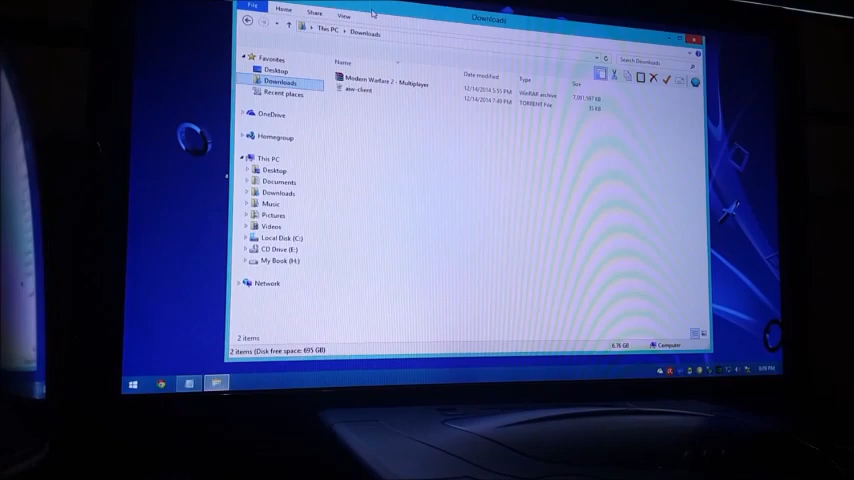 File Home Share View
Downloads
This PC Downloads
Search Downloads
Name Date modified Type Size
Modern Warfare 2 - Multiplayer 12/14/2014 5:55 PM WinRAR archive
aiw-client 12/14/2014 7:49 PM TORRENT File 35 KB
Favorites
Desktop
Downloads
Recent places
OneDrive
Homegroup
This PC
Desktop
Documents
Downloads
Music
Pictures
Videos
Local Disk (C:)
CD Drive (E:)
My Book (H:)
Network
2 items
2 items (Disk free space: 695 GB) 6.76 GB Computer